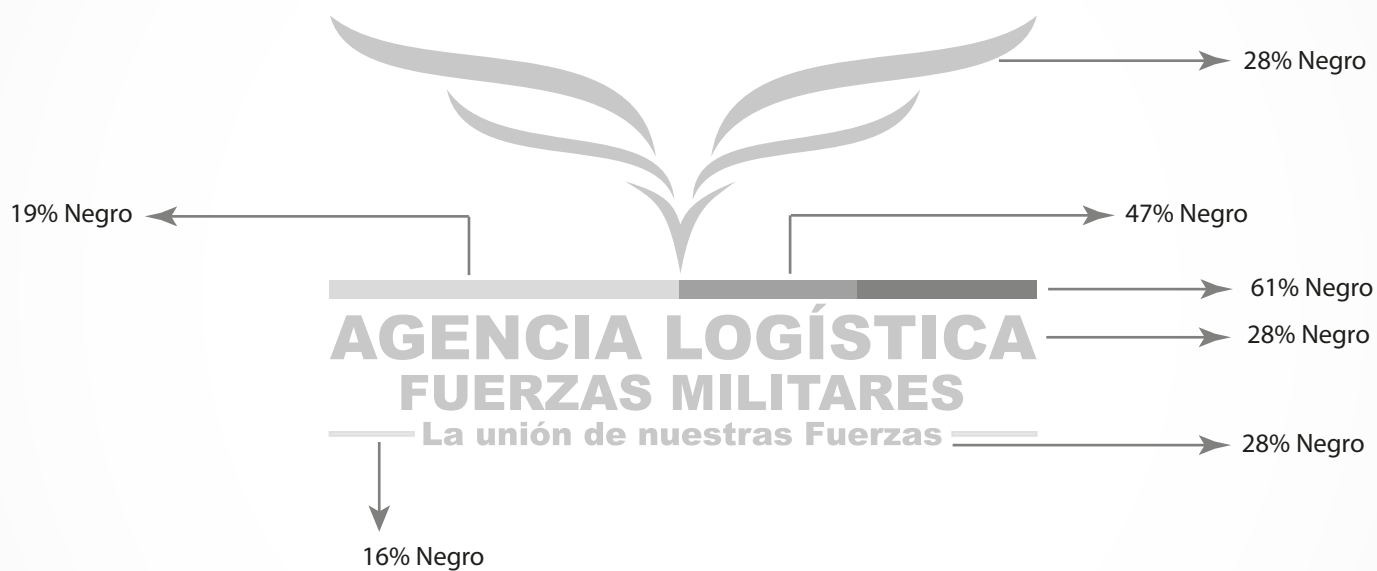 28% Negro
19% Negro
47% Negro
61% Negro
AGENCIA LOGÍSTICA
28% Negro
FUERZAS MILITARES
La unión de nuestras Fuerzas
28% Negro
16% Negro